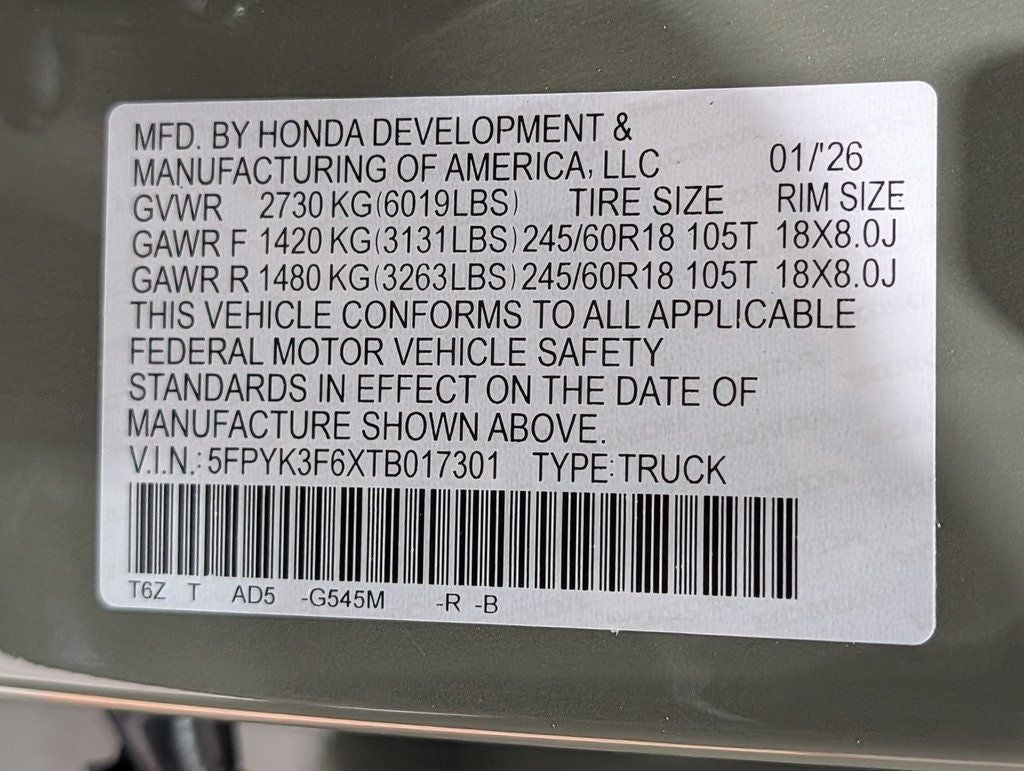 MFD. BY HONDA DEVELOPMENT &
MANUFACTURING OF AMERICA, LLC 01/'26
GVWR 2730 KG(6019LBS) TIRE SIZE RIM SIZE
GAWR F 1420 KG(3131LBS) 245/60R18 105T 18X8.0J
GAWR R 1480 KG(3263LBS) 245/60R18 105T 18X8.0J
THIS VEHICLE CONFORMS TO ALL APPLICABLE
FEDERAL MOTOR VEHICLE SAFETY
STANDARDS IN EFFECT ON THE DATE OF
MANUFACTURE SHOWN ABOVE.
V.I.N.: 5FPYK3F6XTB017301 TYPE:TRUCK
T6Z T AD5 -G545M -R -B